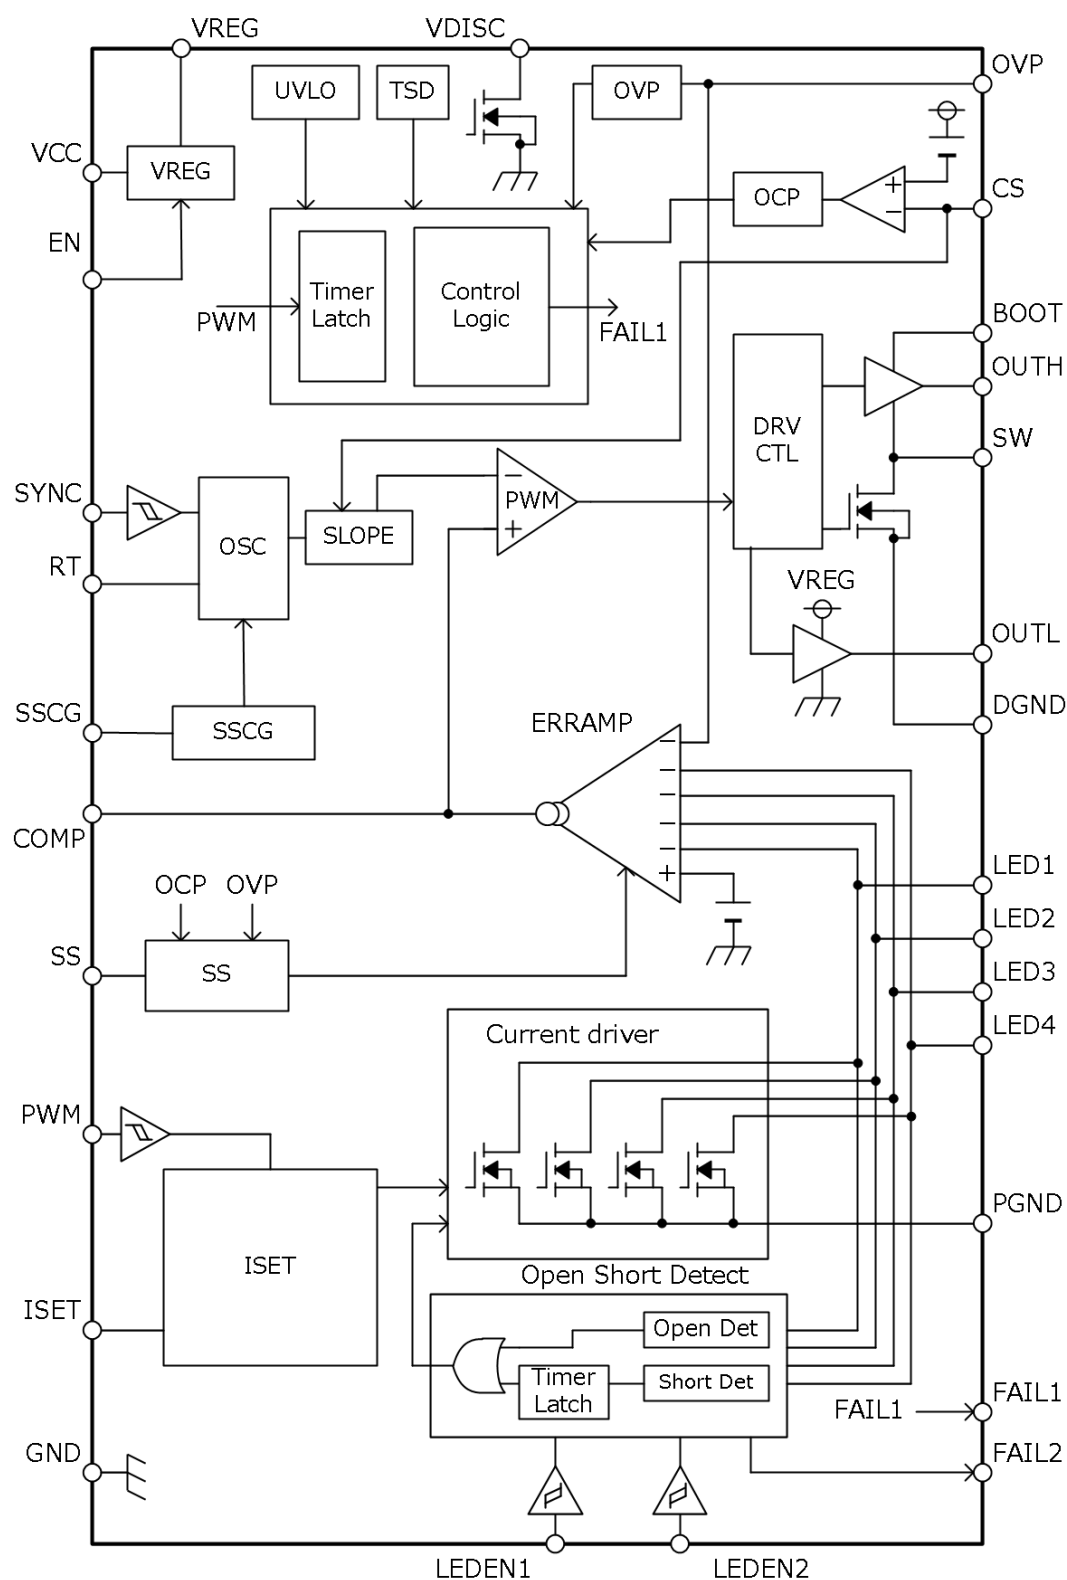 VREG
VDISC
OVP
UVLO
TSD
OVP
VCC
VREG
OCP
+
−
CS
EN
Timer
Latch
Control
Logic
PWM
FAIL1
BOOT
OUTH
DRV
CTL
SW
SYNC
OSC
SLOPE
−
PWM
+
RT
VREG
OUTL
SSCG
SSCG
DGND
ERRAMP
−
−
−
−
−
+
COMP
LED1
OCP OVP
LED2
SS
SS
LED3
LED4
Current driver
PWM
PGND
ISET
Open Short Detect
ISET
Open Det
Timer
Latch
Short Det
FAIL1
FAIL1
GND
FAIL2
LEDEN1
LEDEN2